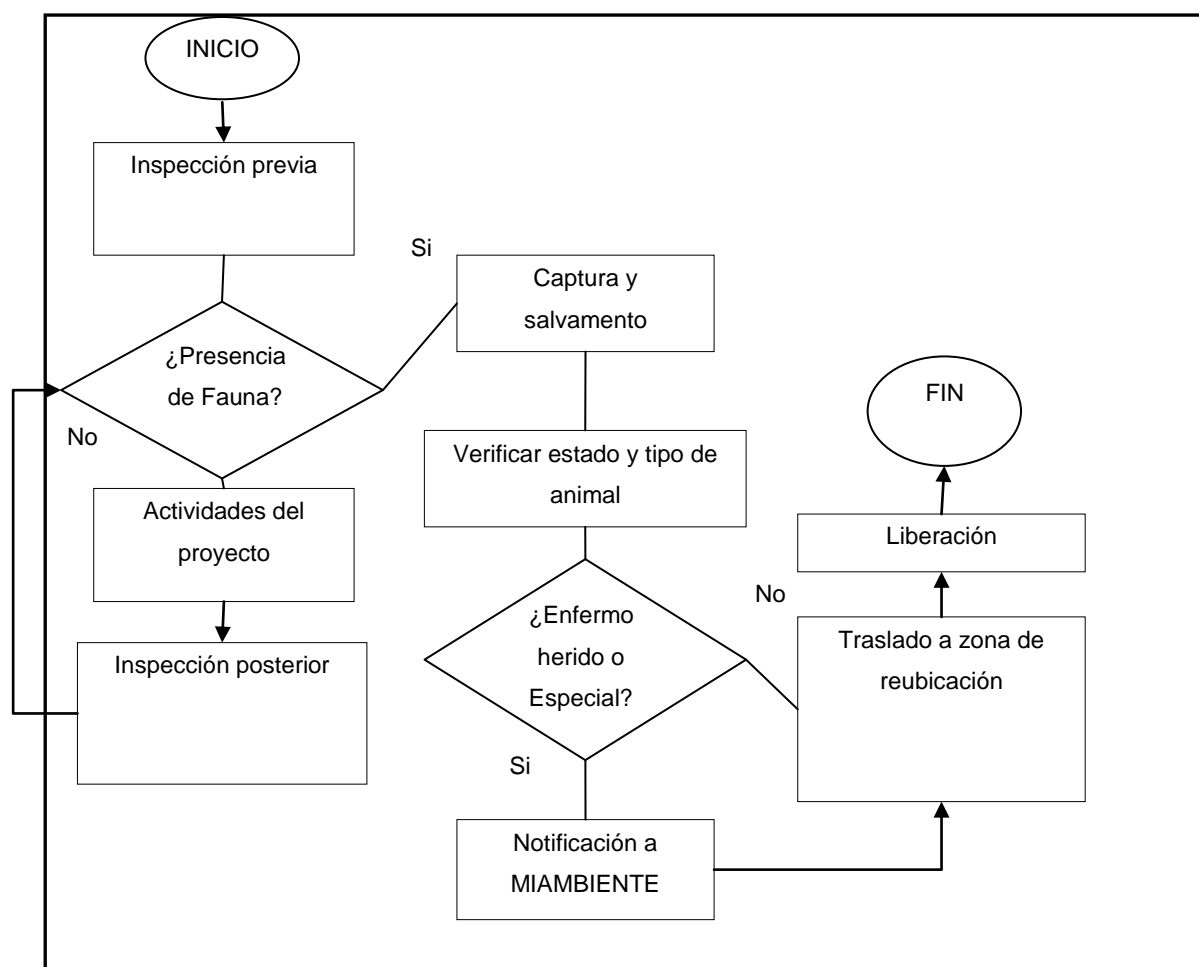 INICIO
Inspección previa
Si
Captura y
salvamento
¿Presencia
de Fauna?
No
FIN
Verificar estado y tipo de
animal
Actividades del
proyecto
Liberación
¿Enfermo
herido o
Especial?
No
Traslado a zona de
reubicación
Inspección posterior
Si
Notificación a
MIAMBIENTE